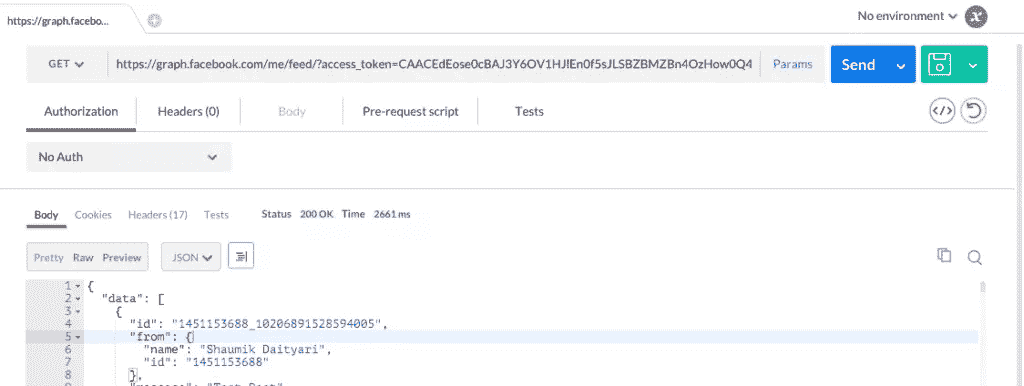 https://graph.facebo...
No environment
GET
https://graph.facebook.com/me/feed/?access_token=
Params
Send
Authorization
Headers (0)
Body
Pre-request script
Tests
No Auth
Body
Cookies
Headers (17)
Tests
Status 200 OK Time 2661 ms
Pretty Raw Preview
JSON
1 {
2 "data": [
3 {
4 "id": "1451153688_10206891528594005",
5 "from": {
6 "name": "Shaumik Daityari",
7 "id": "1451153688"
8 },